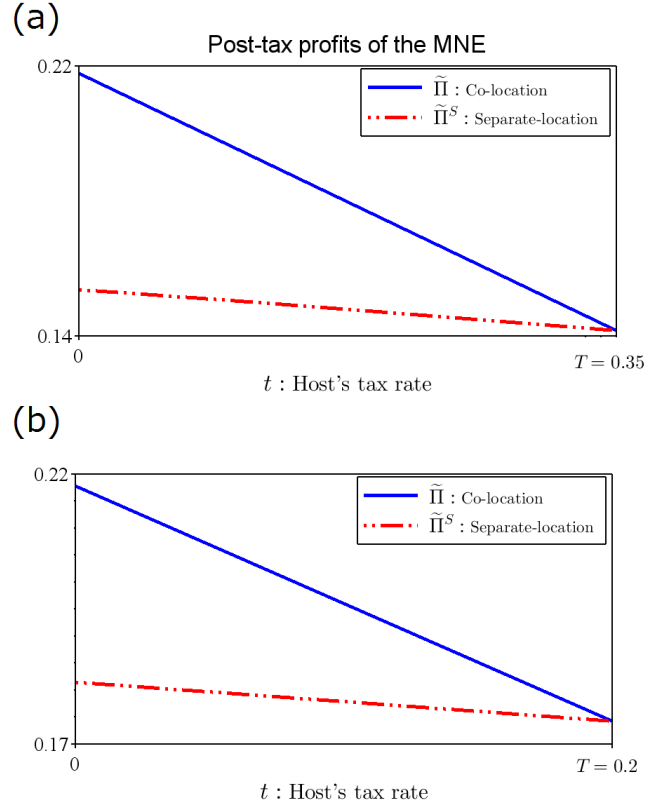 (a)
Post-tax profits of the MNE
0.22
Π̃ : Co-location
Π̃^S : Separate-location
0.14
0
T = 0.35
t : Host's tax rate
(b)
0.22
Π̃ : Co-location
Π̃^S : Separate-location
0.17
0
T = 0.2
t : Host's tax rate